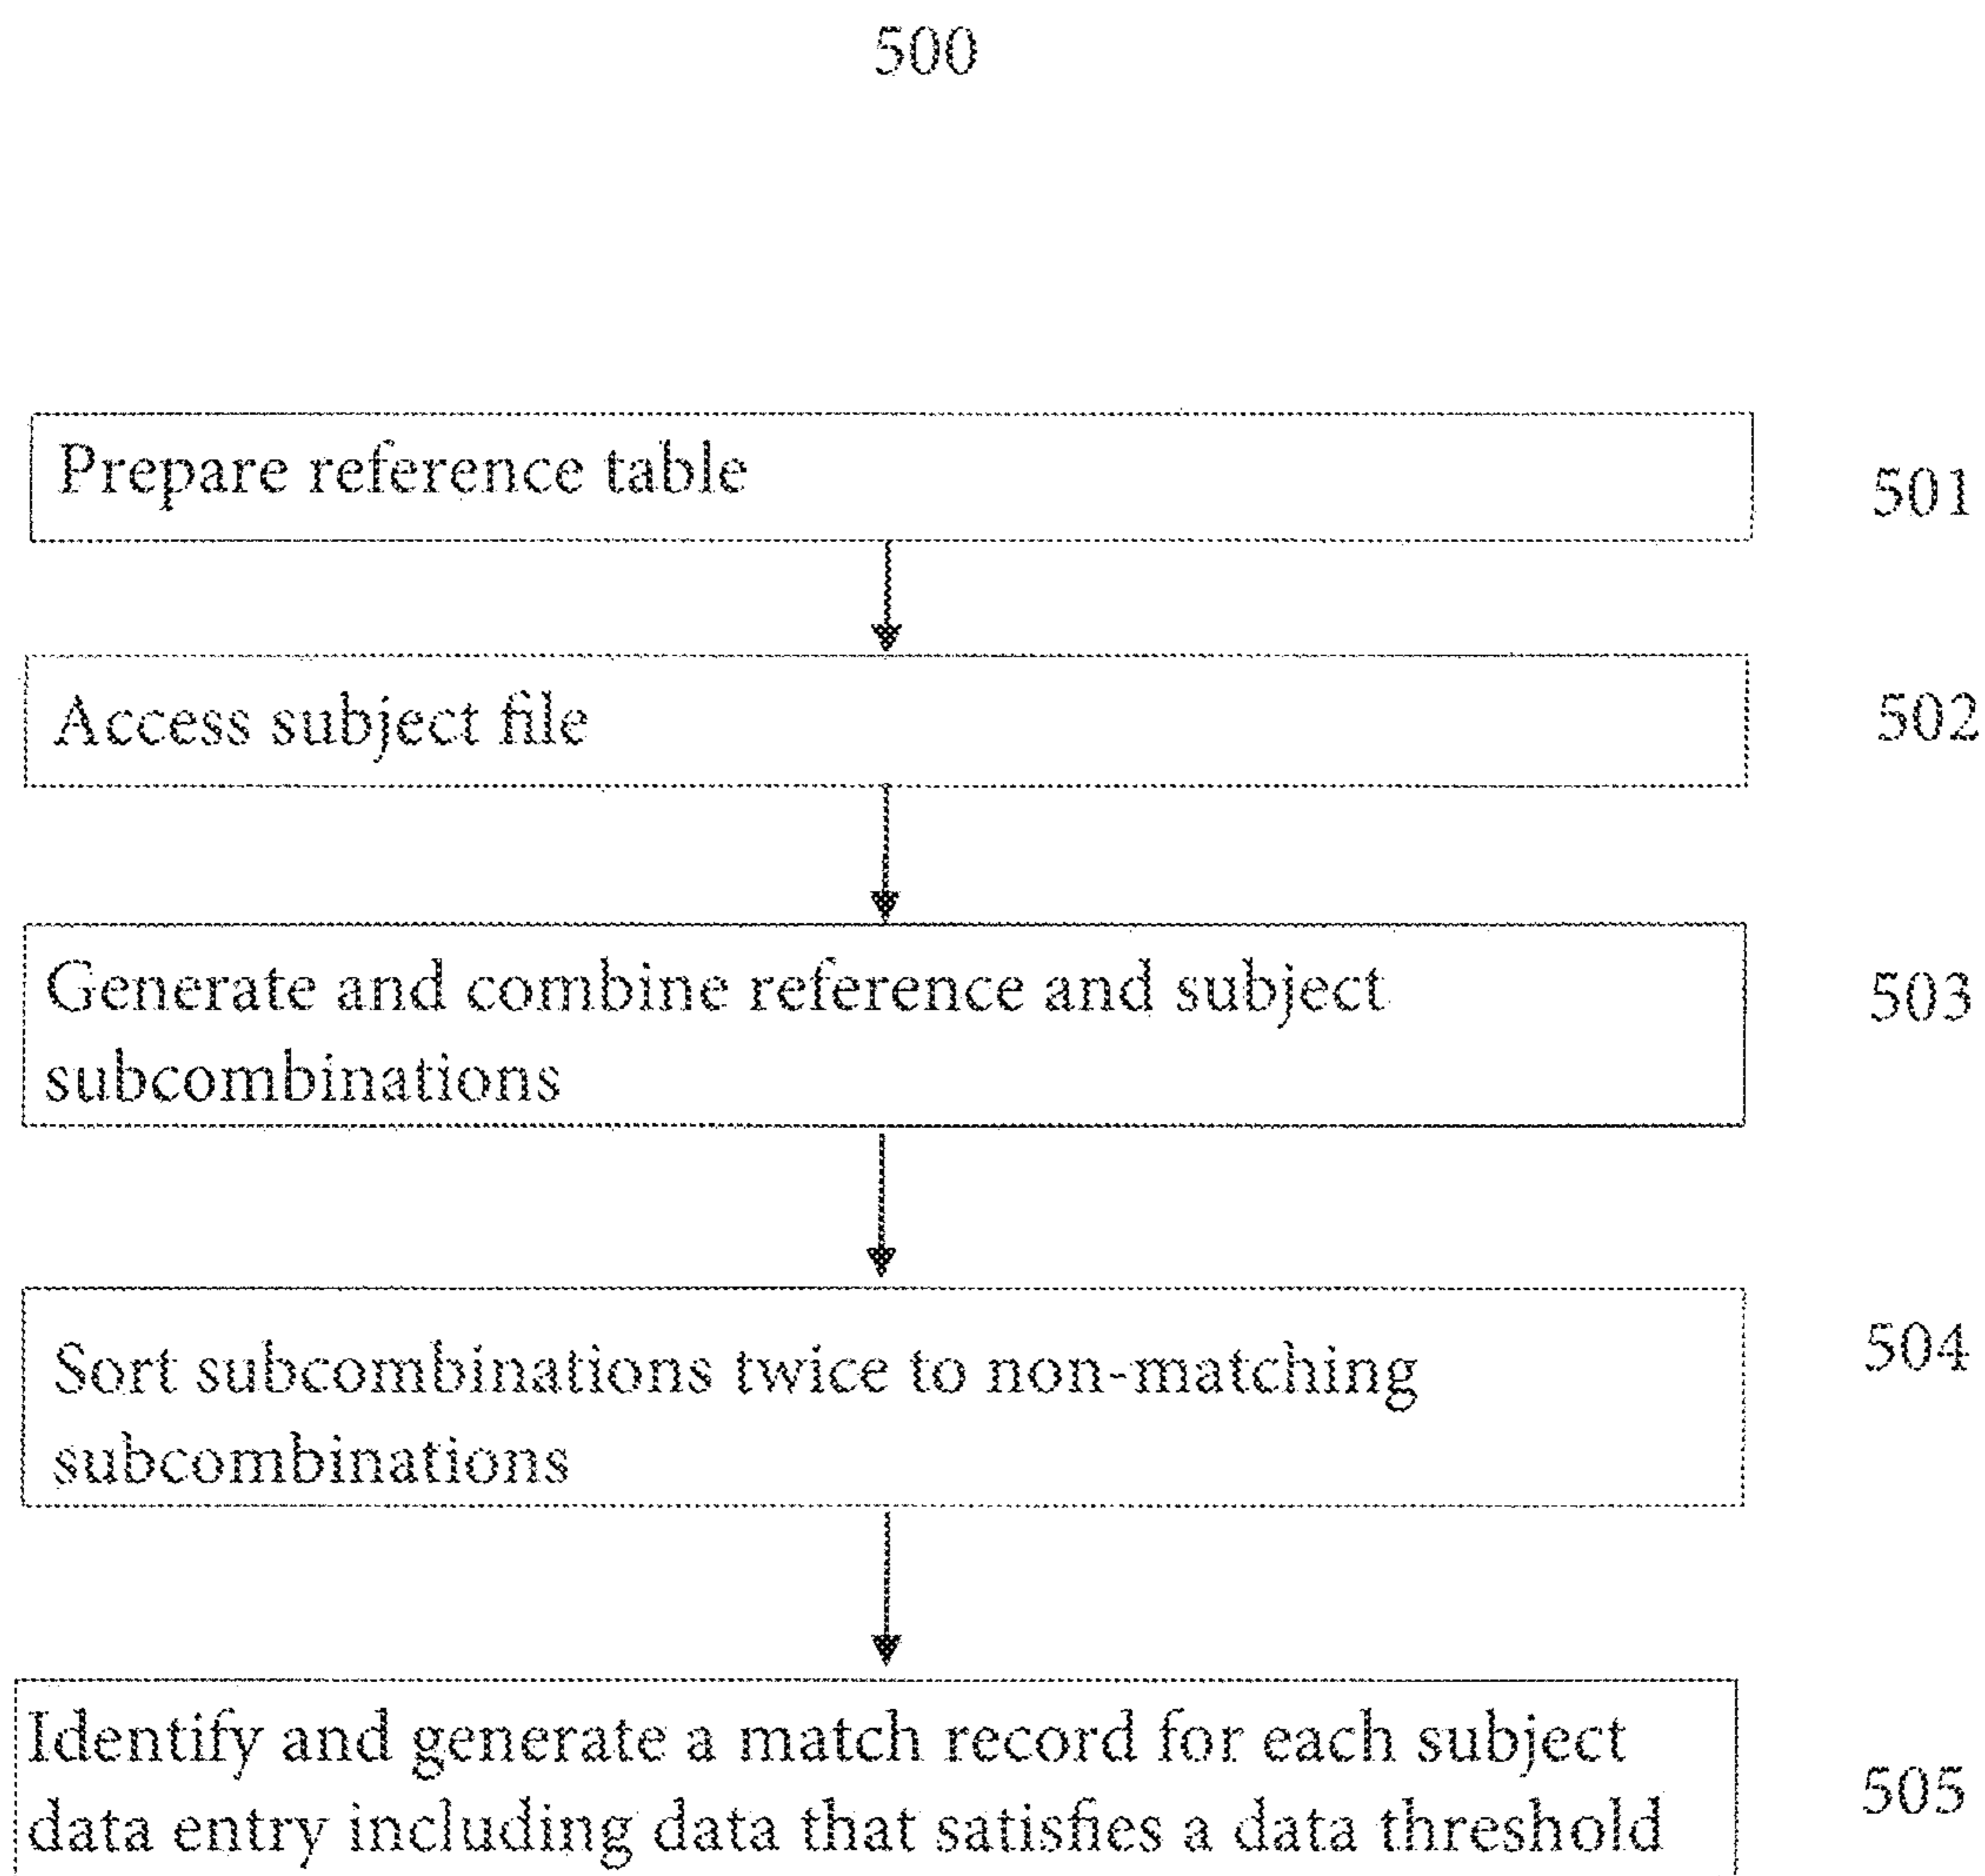 500
Prepare reference table
501
Access subject file
502
Generate and combine reference and subject
subcombinations
503
Sort subcombinations twice to non-matching
subcombinations
504
Identify and generate a match record for each subject
data entry including data that satisfies a data threshold
505